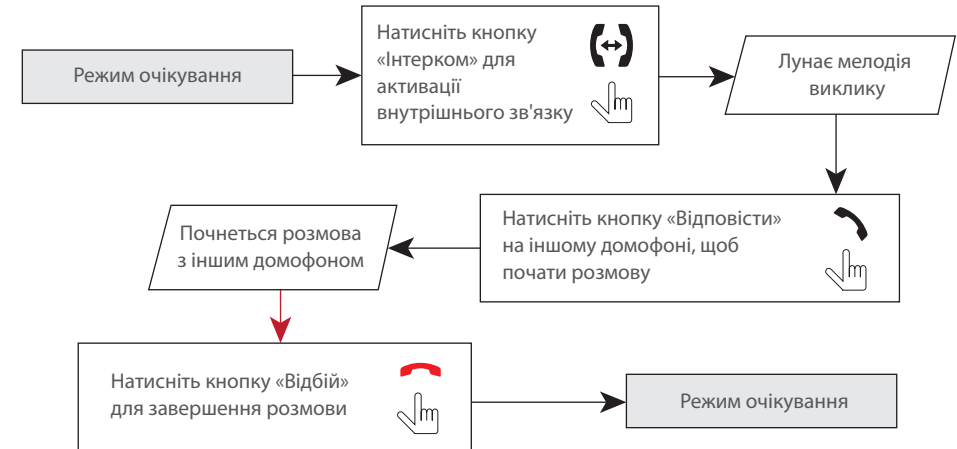 Режим очікування
Натисніть кнопку
«Інтерком» для
активації
внутрішнього зв'язку
Лунає мелодія
виклику
Натисніть кнопку «Відповісти»
на іншому домофоні, щоб
почати розмову
Почнеться розмова
з іншим домофоном
Натисніть кнопку «Відбій»
для завершення розмови
Режим очікування